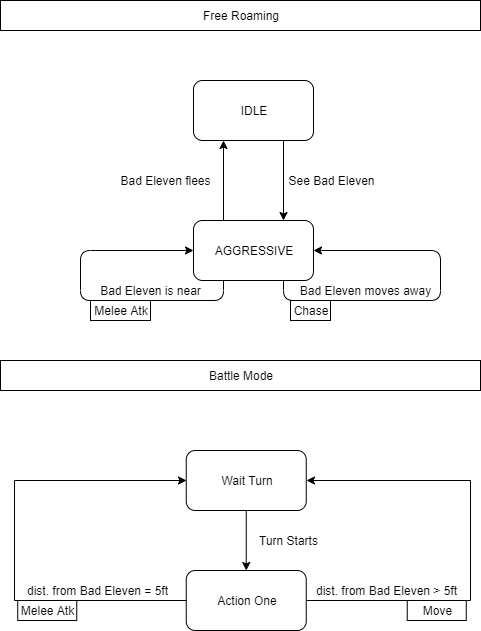 Free Roaming
IDLE
Bad Eleven flees
See Bad Eleven
AGGRESSIVE
Bad Eleven is near
Bad Eleven moves away
Melee Atk
Chase
Battle Mode
Wait Turn
Turn Starts
dist. from Bad Eleven = 5ft
dist. from Bad Eleven > 5ft
Action One
Melee Atk
Move